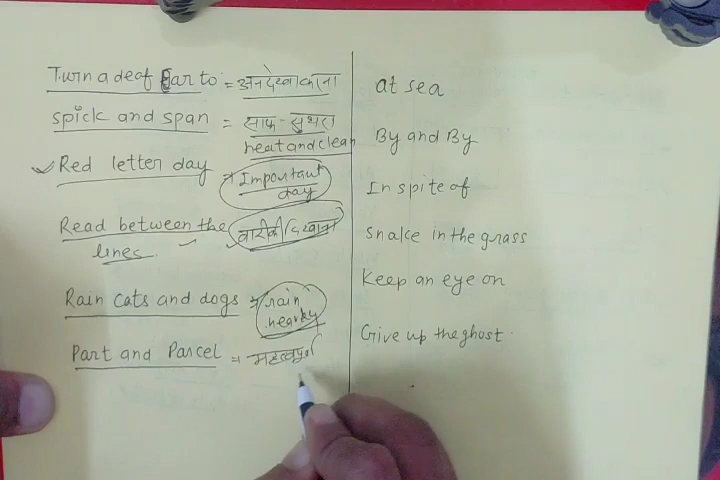 Turn a deaf Ear to = अनदेखा करना
spick and span = साफ - सुथरा
neat and clean
Red letter day = Important
day
Read between the
lines
Rain cats and dogs = rain
Part and Parcel = महत्वपूर्ण
at sea
By and By
In spite of
Snake in the grass
Keep an eye on
Give up the ghost